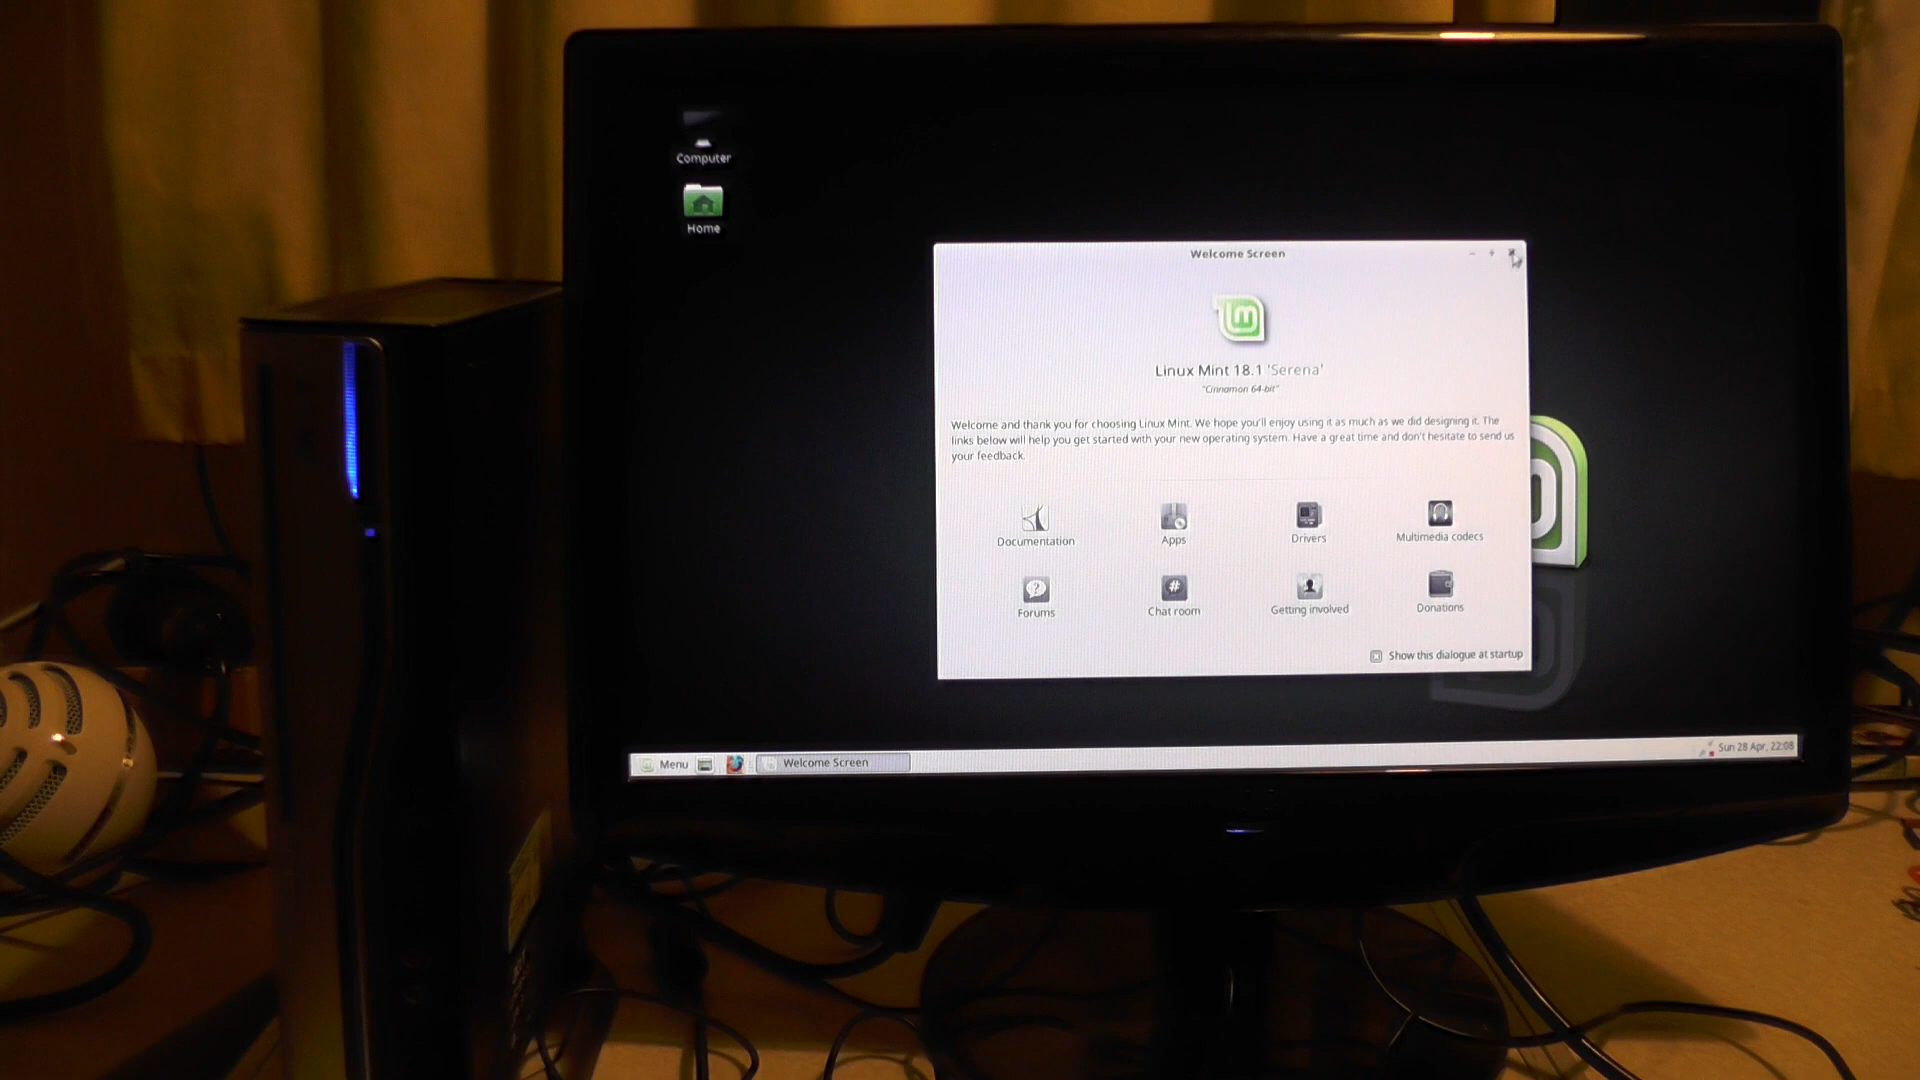 Computer
Home
Welcome Screen
lm
Linux Mint 18.1 'Serena'
"Cinnamon 64-bit"
Welcome and thank you for choosing Linux Mint. We hope you'll enjoy using it as much as we did designing it. The
links below will help you get started with your new operating system. Have a great time and don't hesitate to send us
your feedback.
Documentation
Apps
Drivers
Multimedia codecs
Forums
Chat room
Getting involved
Donations
Show this dialogue at startup
Menu
Welcome Screen
Sun 28 Apr, 22:08